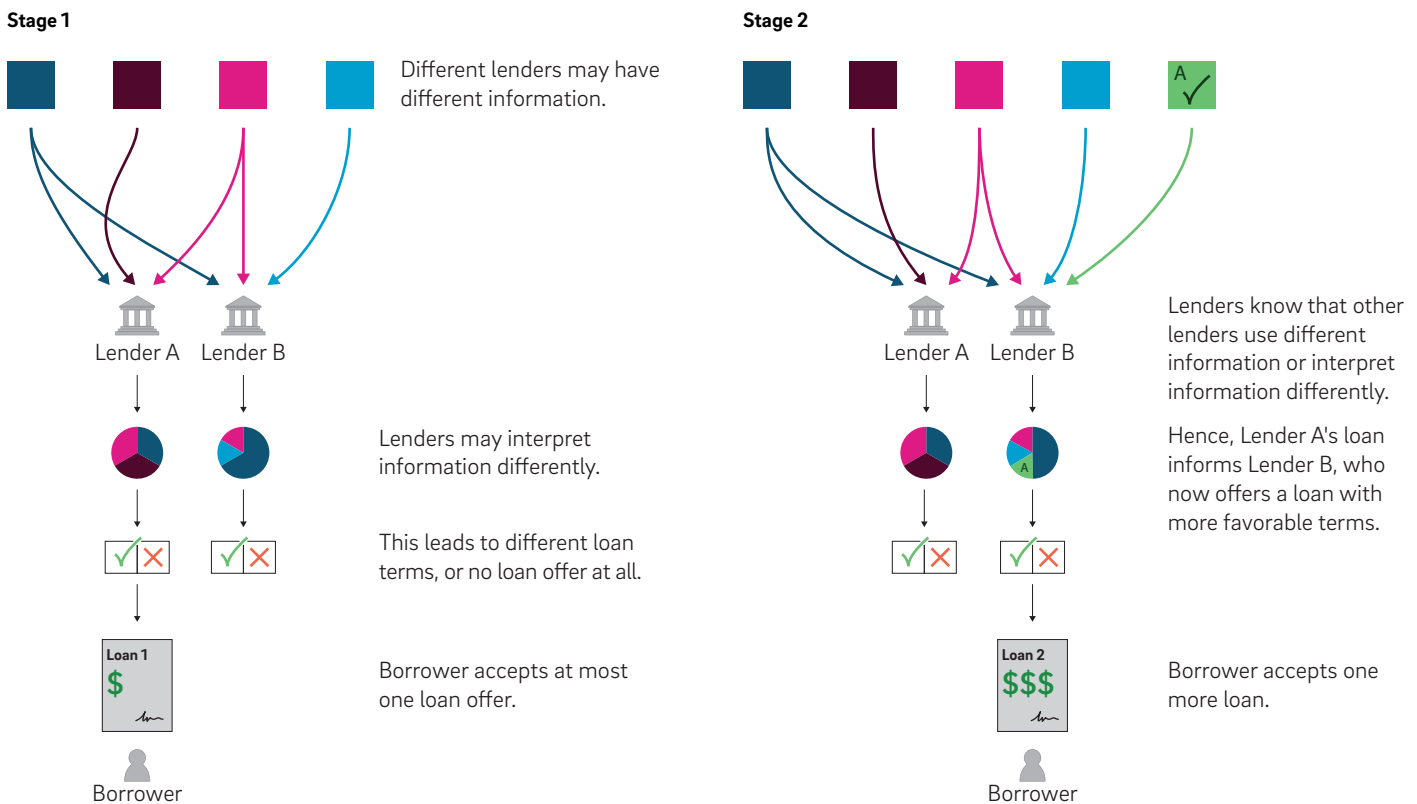 Stage 1
Different lenders may have
different information.
Lender A
Lender B
Lenders may interpret
information differently.
This leads to different loan
terms, or no loan offer at all.
Loan 1
$
Borrower accepts at most
one loan offer.
Borrower
Stage 2
A
Lender A
Lender B
Lenders know that other
lenders use different
information or interpret
information differently.
Hence, Lender A's loan
informs Lender B, who
now offers a loan with
more favorable terms.
A
Loan 2
$$$
Borrower accepts one
more loan.
Borrower